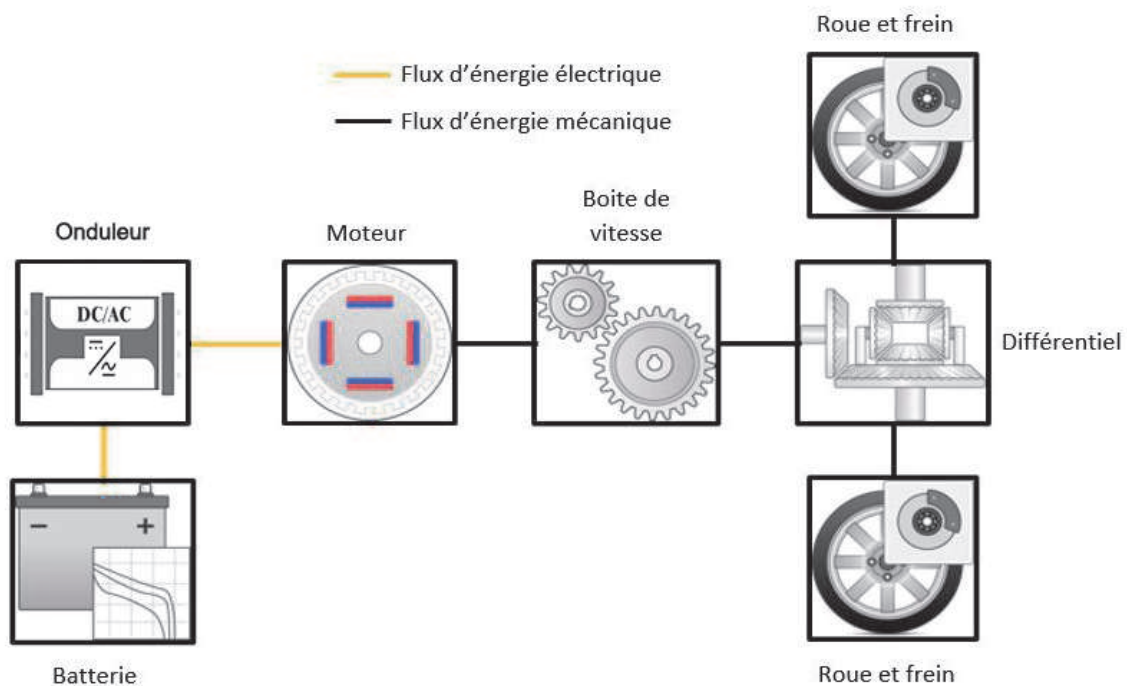 Roue et frein
Flux d'énergie électrique
Flux d'énergie mécanique
Boite de
vitesse
Onduleur
Moteur
DC/AC
Différentiel
- +
Batterie
Roue et frein